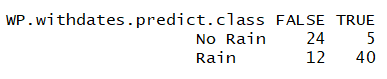 WP.withdates.predict.class FALSE TRUE
No Rain 24 5
Rain 12 40